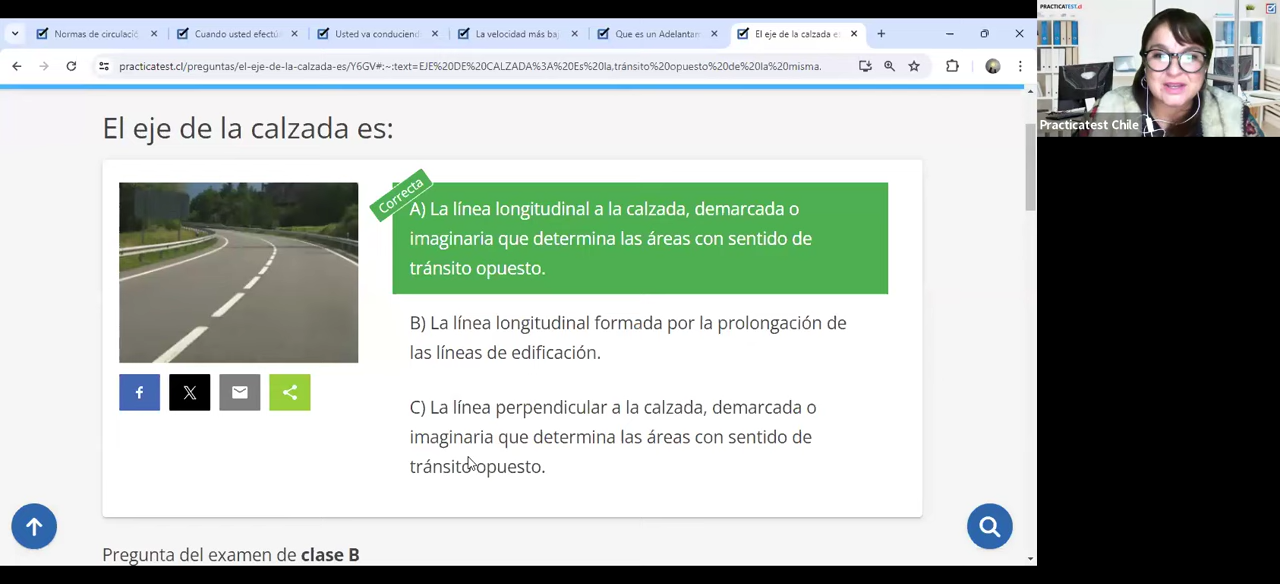 Normas de circulació
Cuando usted efectú
Usted va conduciend
La velocidad más ba
Que es un Adelantan
El eje de la calzada e
practicatest.cl/preguntas/el-eje-de-la-calzada-es/Y6GV#:~:text=EJE%20DE%20CALZADA%3A%20Es%20la,tránsito%20opuesto%20de%20la%20misma.
PRACTICATEST.cl
Practicatest Chile
El eje de la calzada es:
Correcta
A) La línea longitudinal a la calzada, demarcada o
imaginaria que determina las áreas con sentido de
tránsito opuesto.
B) La línea longitudinal formada por la prolongación de
las líneas de edificación.
C) La línea perpendicular a la calzada, demarcada o
imaginaria que determina las áreas con sentido de
tránsito opuesto.
Pregunta del examen de clase B